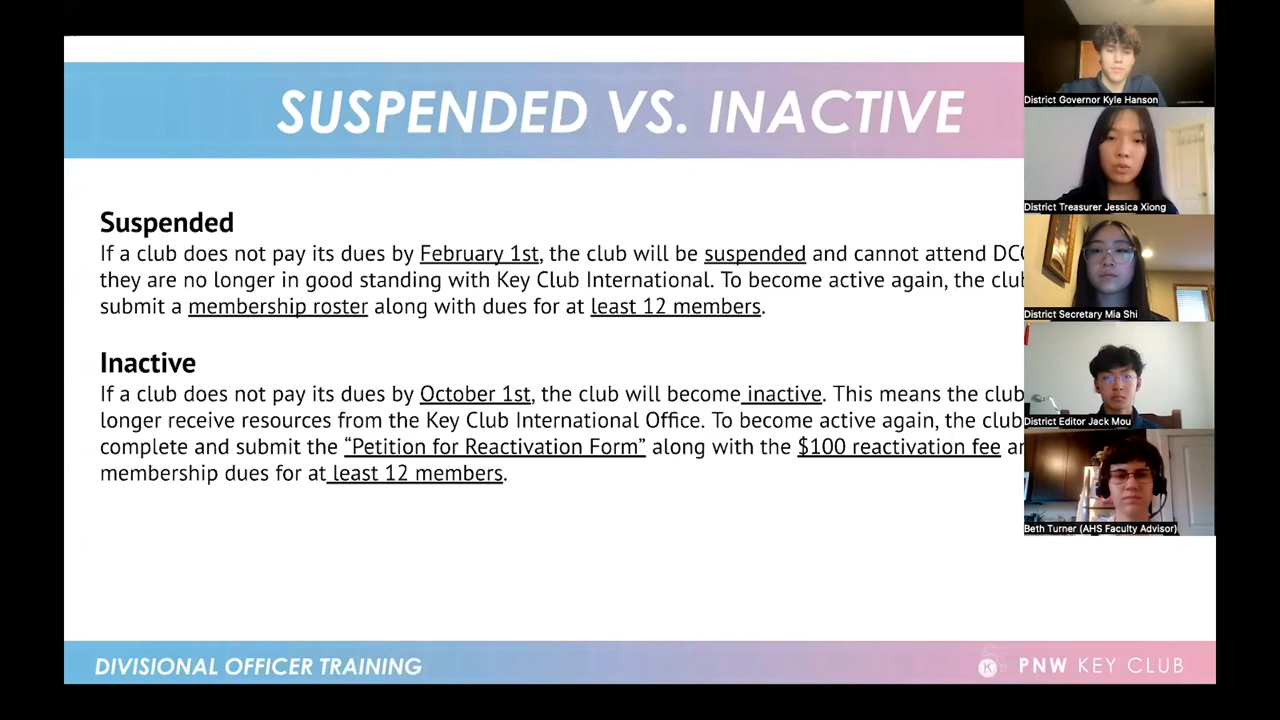 SUSPENDED VS. INACTIVE
Suspended
If a club does not pay its dues by February 1st, the club will be suspended and cannot attend
they are no longer in good standing with Key Club International. To become active again, the
submit a membership roster along with dues for at least 12 members.
Inactive
If a club does not pay its dues by October 1st, the club will become inactive. This means the club
longer receive resources from the Key Club International Office. To become active again, the club
complete and submit the “Petition for Reactivation Form” along with the $100 reactivation fee
membership dues for at least 12 members.
DIVISIONAL OFFICER TRAINING
K PNW KEY CLUB
District Governor Kyle Hanson
District Treasurer Jessica Xiong
District Secretary Mia Shi
District Editor Jack Mou
Beth Turner (AHS Faculty Advisor)